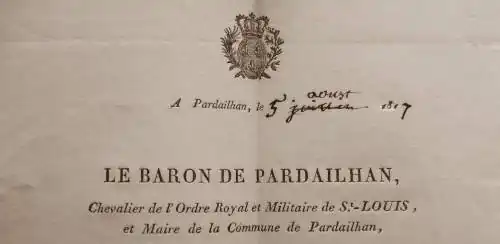 aoust
A Pardailhan, le 5 juillet 1817
LE BARON DE PARDAILHAN,
Chevalier de l'Ordre Royal et Militaire de S.t-LOUIS,
et Maire de la Commune de Pardailhan,